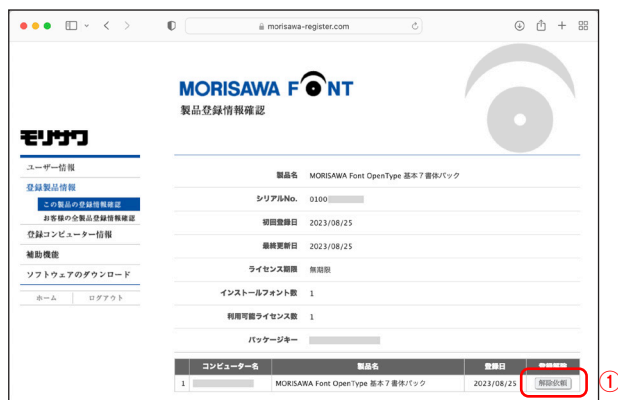 morisawa-register.com
MORISAWA FONT
製品登録情報確認
モリサワ
ユーザー情報
登録製品情報
この製品の登録情報確認
お客様の全製品登録情報確認
登録コンピューター情報
補助機能
ソフトウェアのダウンロード
ホーム ログアウト
製品名 MORISAWA Font OpenType 基本7書体パック
シリアルNo. 0100
初回登録日 2023/08/25
最終更新日 2023/08/25
ライセンス期限 無期限
インストールフォント数 1
利用可能ライセンス数 1
パッケージキー
コンピューター名 製品名 登録日 登録解除
1 MORISAWA Font OpenType 基本7書体パック 2023/08/25 解除依頼
①